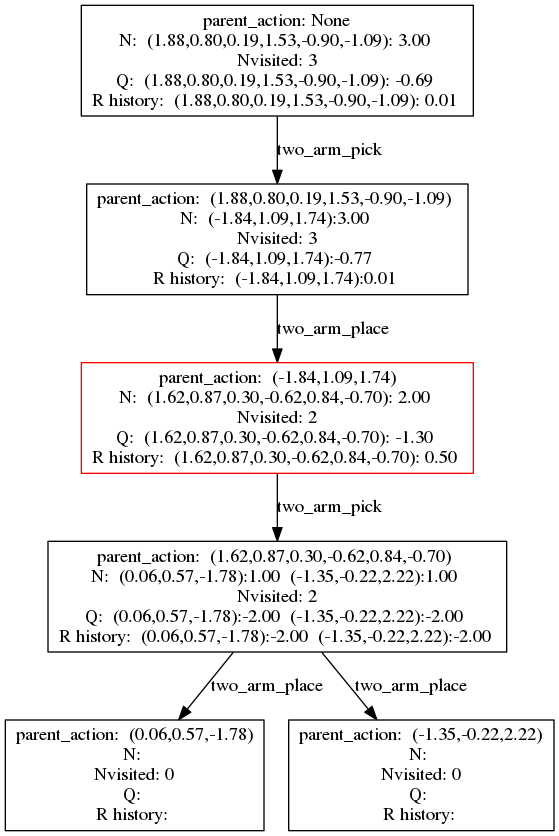 parent_action: None
N:  (1.88,0.80,0.19,1.53,-0.90,-1.09): 3.00
Nvisited: 3
Q:  (1.88,0.80,0.19,1.53,-0.90,-1.09): -0.69
R history:  (1.88,0.80,0.19,1.53,-0.90,-1.09): 0.01
two_arm_pick
parent_action:  (1.88,0.80,0.19,1.53,-0.90,-1.09)
N:  (-1.84,1.09,1.74):3.00
Nvisited: 3
Q:  (-1.84,1.09,1.74):-0.77
R history:  (-1.84,1.09,1.74):0.01
two_arm_place
parent_action:  (-1.84,1.09,1.74)
N:  (1.62,0.87,0.30,-0.62,0.84,-0.70): 2.00
Nvisited: 2
Q:  (1.62,0.87,0.30,-0.62,0.84,-0.70): -1.30
R history:  (1.62,0.87,0.30,-0.62,0.84,-0.70): 0.50
two_arm_pick
parent_action:  (1.62,0.87,0.30,-0.62,0.84,-0.70)
N:  (0.06,0.57,-1.78):1.00  (-1.35,-0.22,2.22):1.00
Nvisited: 2
Q:  (0.06,0.57,-1.78):-2.00  (-1.35,-0.22,2.22):-2.00
R history:  (0.06,0.57,-1.78):-2.00  (-1.35,-0.22,2.22):-2.00
two_arm_place
two_arm_place
parent_action:  (0.06,0.57,-1.78)
N:
Nvisited: 0
Q:
R history:
parent_action:  (-1.35,-0.22,2.22)
N:
Nvisited: 0
Q:
R history: